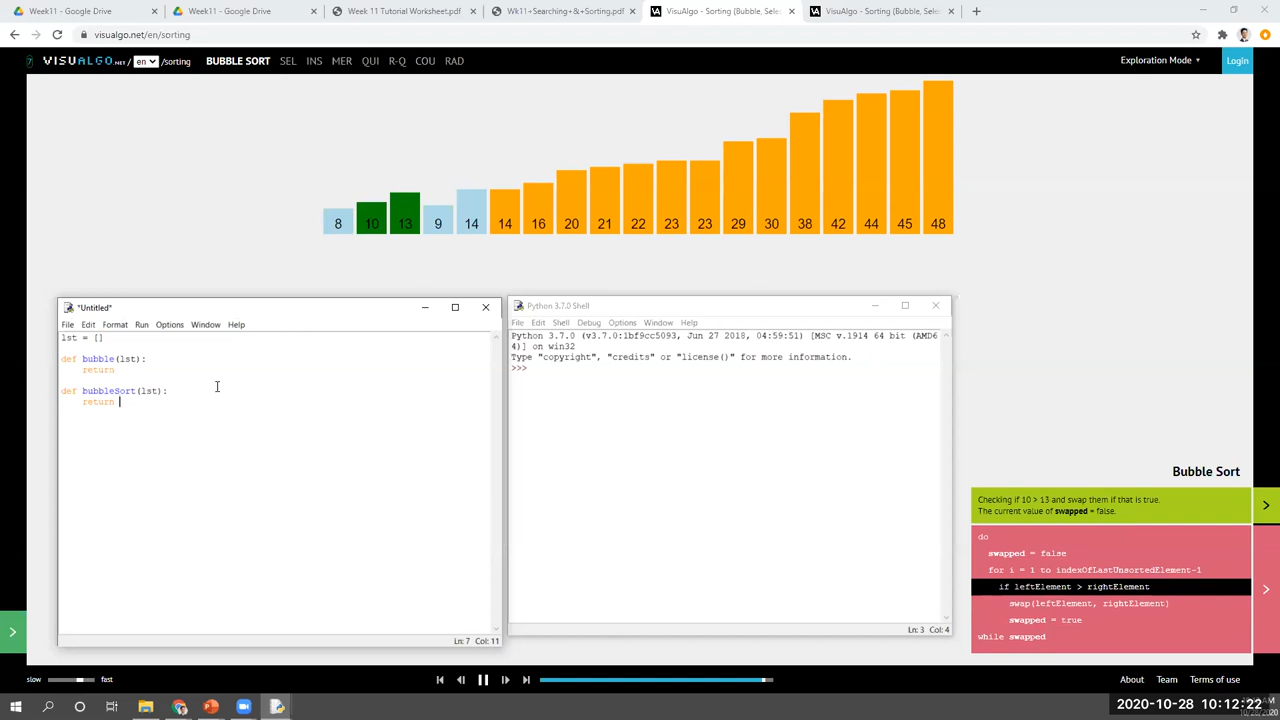 Week11 – Google Drive
Week11 – Google Drive
Week 11 Tutorial Worksheet.pdf
Wk11+Searching+&+Sorting.pdf
VisuAlgo - Sorting (Bubble, Sele
VisuAlgo - Sorting (Bubble, Sele
visualgo.net/en/sorting
7 VISUALGO.NET / en /sorting
BUBBLE SORT SEL INS MER QUI R-Q COU RAD
Exploration Mode
Login
8 10 13 9 14 14 16 20 21 22 23 23 29 30 38 42 44 45 48
*Untitled*
File Edit Format Run Options Window Help
lst = []
def bubble(lst):
return
def bubbleSort(lst):
return
Ln: 7 Col: 11
Python 3.7.0 Shell
File Edit Shell Debug Options Window Help
Python 3.7.0 (v3.7.0:1bf9cc5093, Jun 27 2018, 04:59:51) [MSC v.1914 64 bit (AMD6
4)] on win32
Type "copyright", "credits" or "license()" for more information.
>>>
Ln: 3 Col: 4
Bubble Sort
Checking if 10 > 13 and swap them if that is true.
The current value of swapped = false.
do
swapped = false
for i = 1 to indexOfLastUnsortedElement-1
if leftElement > rightElement
swap(leftElement, rightElement)
swapped = true
while swapped
slow fast
About Team Terms of use
2020-10-28 10:12:22